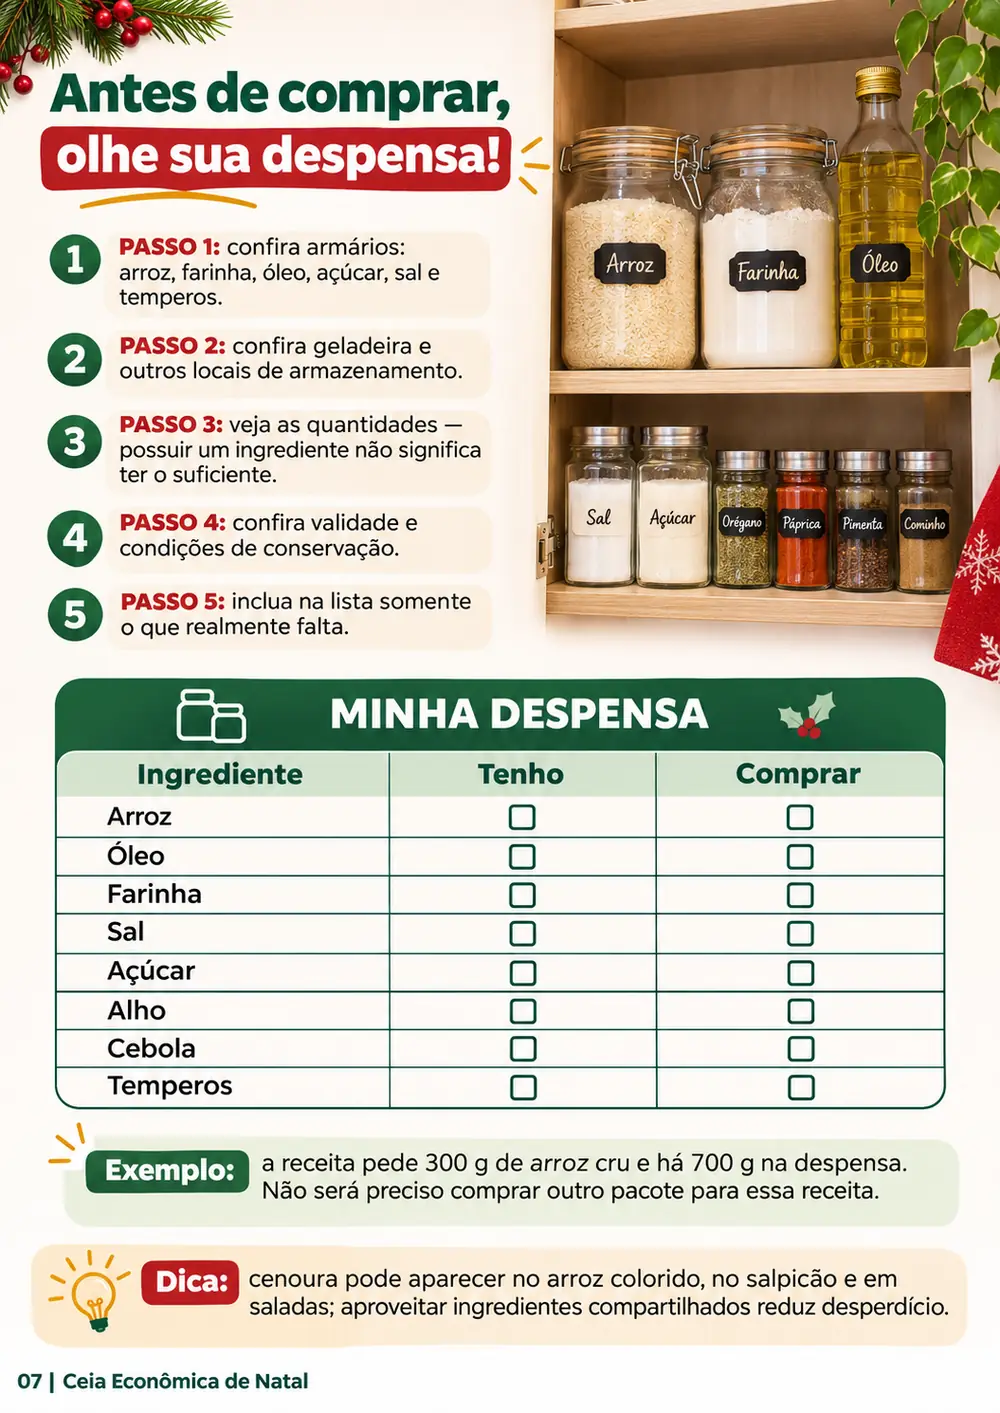 Antes de comprar,
olhe sua despensa!
1
PASSO 1: confira armários:
arroz, farinha, óleo, açúcar, sal e
temperos.
2
PASSO 2: confira geladeira e
outros locais de armazenamento.
3
PASSO 3: veja as quantidades —
possuir um ingrediente não significa
ter o suficiente.
4
PASSO 4: confira validade e
condições de conservação.
5
PASSO 5: inclua na lista somente
o que realmente falta.
Arroz
Farinha
Óleo
Sal
Açúcar
Orégano
Páprica
Pimenta
Cominho
MINHA DESPENSA
Ingrediente Tenho Comprar
Arroz
Óleo
Farinha
Sal
Açúcar
Alho
Cebola
Temperos
Exemplo: a receita pede 300 g de arroz cru e há 700 g na despensa.
Não será preciso comprar outro pacote para essa receita.
Dica: cenoura pode aparecer no arroz colorido, no salpicão e em
saladas; aproveitar ingredientes compartilhados reduz desperdício.
07 | Ceia Econômica de Natal